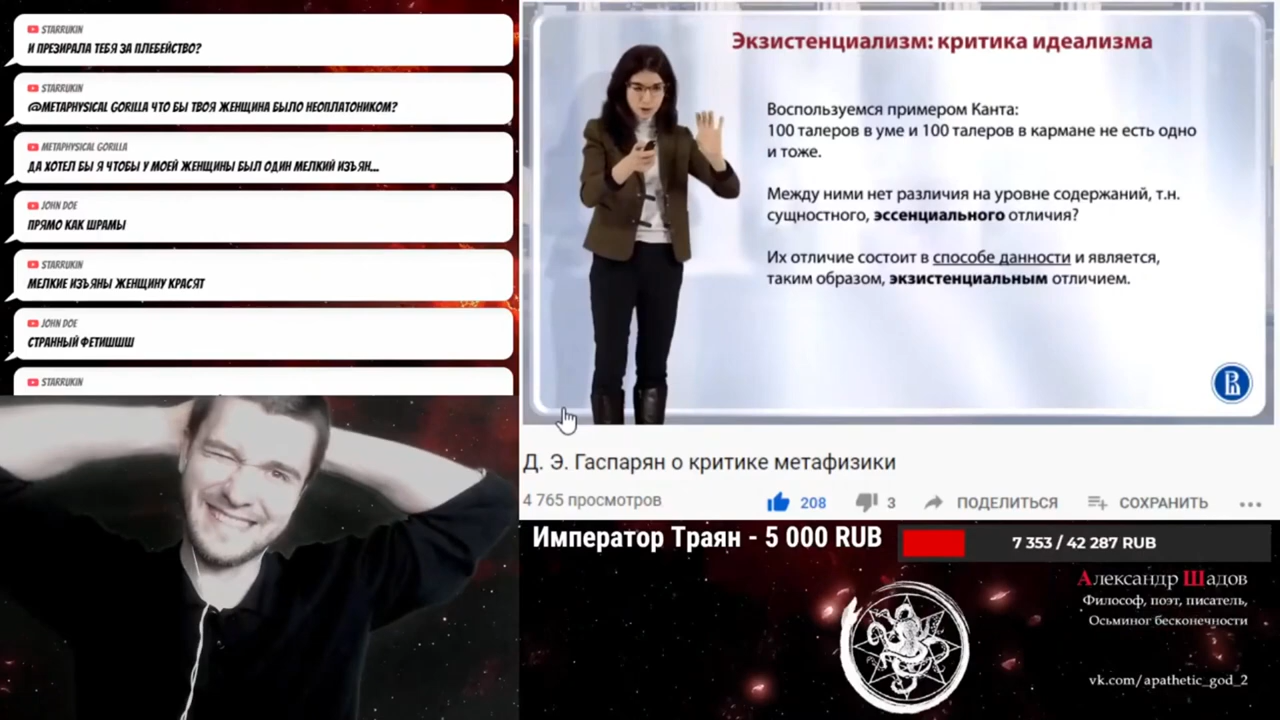 STARRUKIN
И ПРЕЗИРАЛА ТЕБЯ ЗА ПЛЕБЕЙСТВО?
STARRUKIN
@METAPHYSICAL GORILLA ЧТО БЫ ТВОЯ ЖЕНЩИНА БЫЛО НЕОПЛАТОНИКОМ?
METAPHYSICAL GORILLA
ДА ХОТЕЛ БЫ Я ЧТОБЫ У МОЕЙ ЖЕНЩИНЫ БЫЛ ОДИН МЕЛКИЙ ИЗЪЯН...
JOHN DOE
ПРЯМО КАК ШРАМЫ
STARRUKIN
МЕЛКИЕ ИЗЪЯНЫ ЖЕНЩИНУ КРАСЯТ
JOHN DOE
СТРАННЫЙ ФЕТИШШШ
STARRUKIN
Экзистенциализм: критика идеализма
Воспользуемся примером Канта:
100 талеров в уме и 100 талеров в кармане не есть одно
и тоже.
Между ними нет различия на уровне содержаний, т.н.
сущностного, эссенциального отличия?
Их отличие состоит в способе данности и является,
таким образом, экзистенциальным отличием.
Д. Э. Гаспарян о критике метафизики
4 765 просмотров
208
3
ПОДЕЛИТЬСЯ
СОХРАНИТЬ
Император Траян - 5 000 RUB
7 353 / 42 287 RUB
Александр Шадов
Философ, поэт, писатель,
Осьминог бесконечности
vk.com/apathetic_god_2